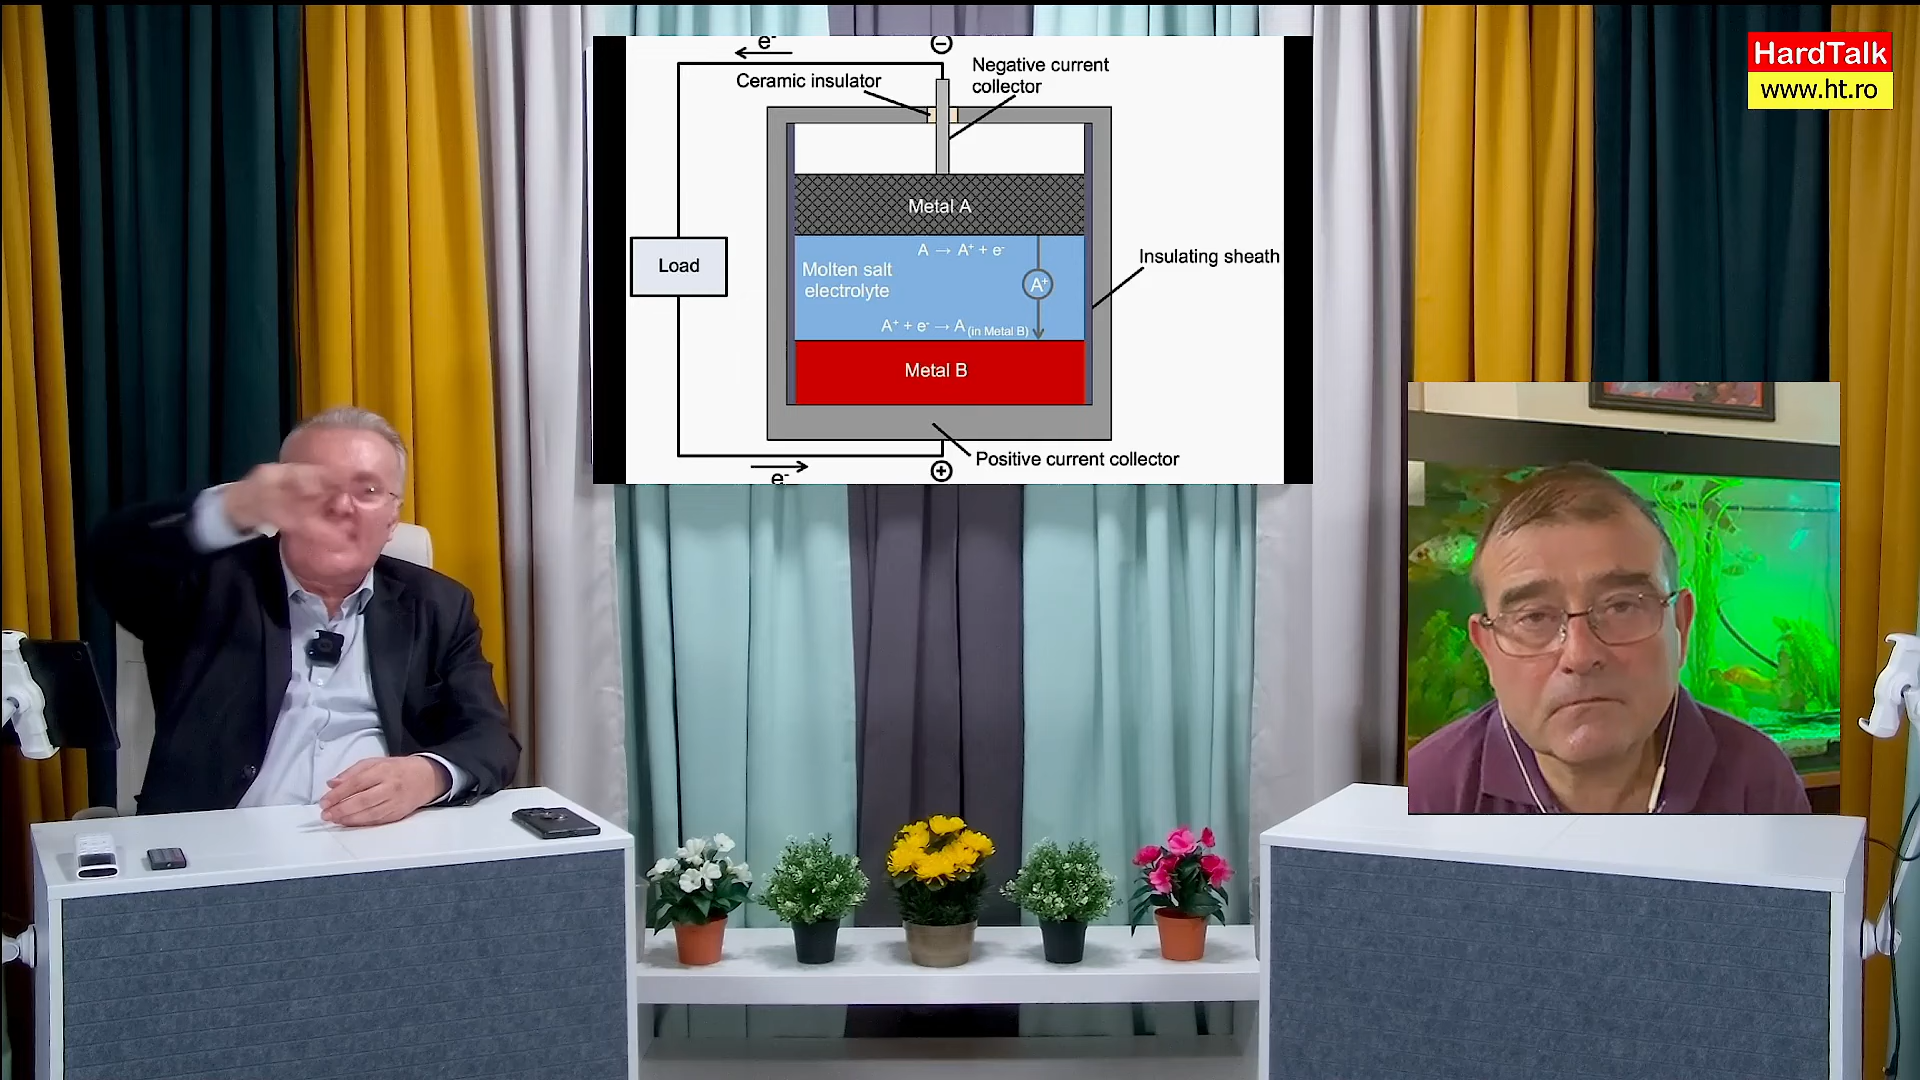 HardTalk
www.ht.ro
e⁻
−
Negative current
collector
Ceramic insulator
Metal A
A → A⁺ + e⁻
Molten salt
electrolyte
A⁺
A⁺ + e⁻ → A (in Metal B)
Insulating sheath
Load
Metal B
Positive current collector
e⁻
+